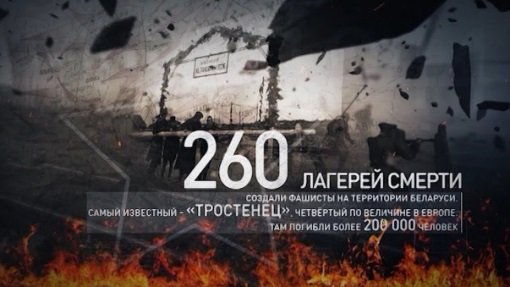 260 ЛАГЕРЕЙ СМЕРТИ
СОЗДАЛИ ФАШИСТЫ НА ТЕРРИТОРИИ БЕЛАРУСИ.
САМЫЙ ИЗВЕСТНЫЙ - «ТРОСТЕНЕЦ», ЧЕТВЁРТЫЙ ПО ВЕЛИЧИНЕ В ЕВРОПЕ.
ТАМ ПОГИБЛИ БОЛЕЕ 200 000 ЧЕЛОВЕК